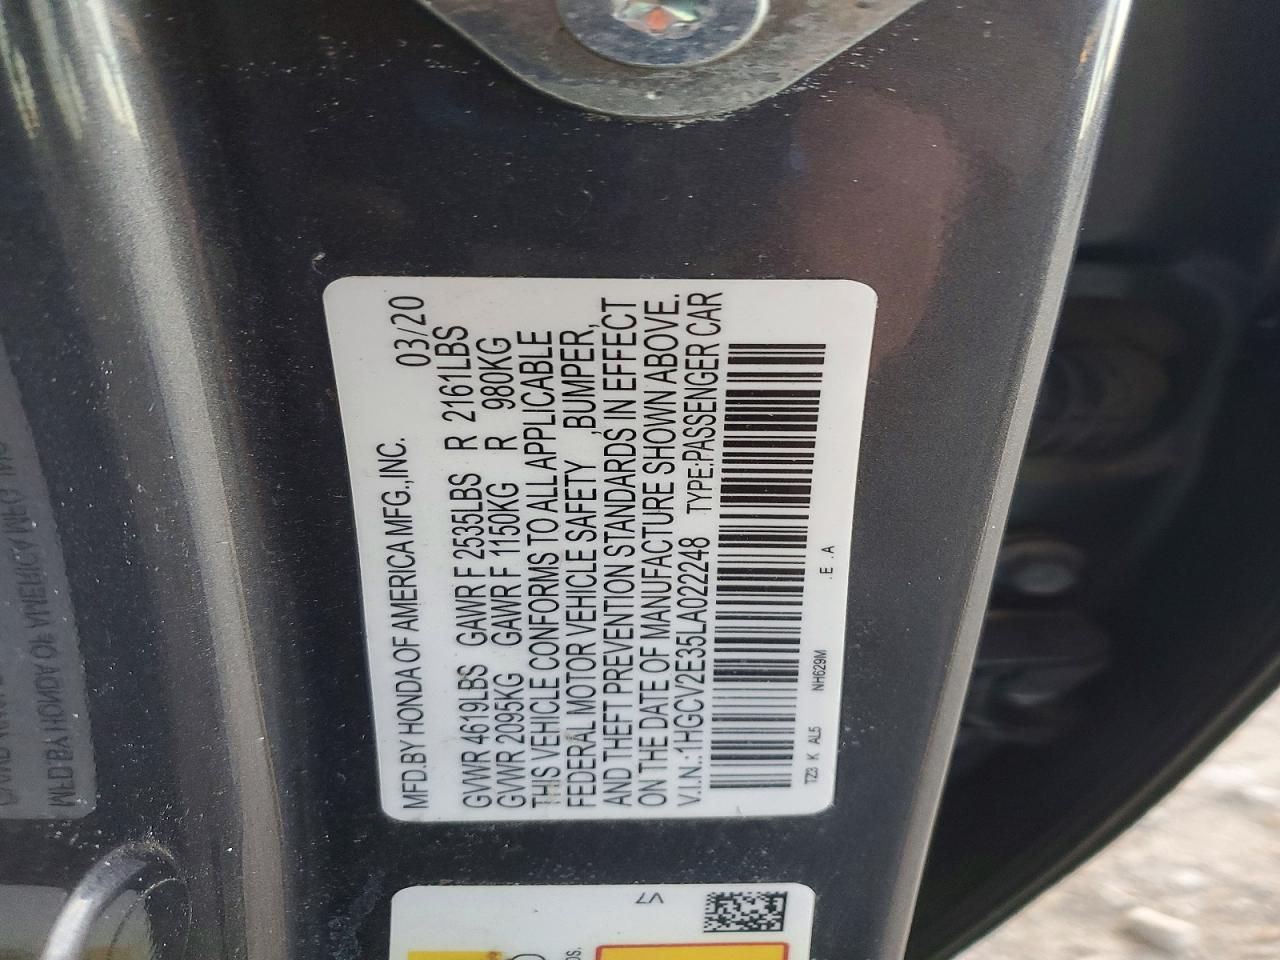 MFD.BY HONDA OF AMERICA MFG.,INC. 03/20
GVWR 4619LBS GAWR F 2535LBS R 2161LBS
GVWR 2095KG GAWR F 1150KG R 980KG
THIS VEHICLE CONFORMS TO ALL APPLICABLE
FEDERAL MOTOR VEHICLE SAFETY ,BUMPER,
AND THEFT PREVENTION STANDARDS IN EFFECT
ON THE DATE OF MANUFACTURE SHOWN ABOVE.
V.I.N.:1HGCV2E35LA022248 TYPE:PASSENGER CAR
TZ3 K AL5 NH629M .E .A
V7